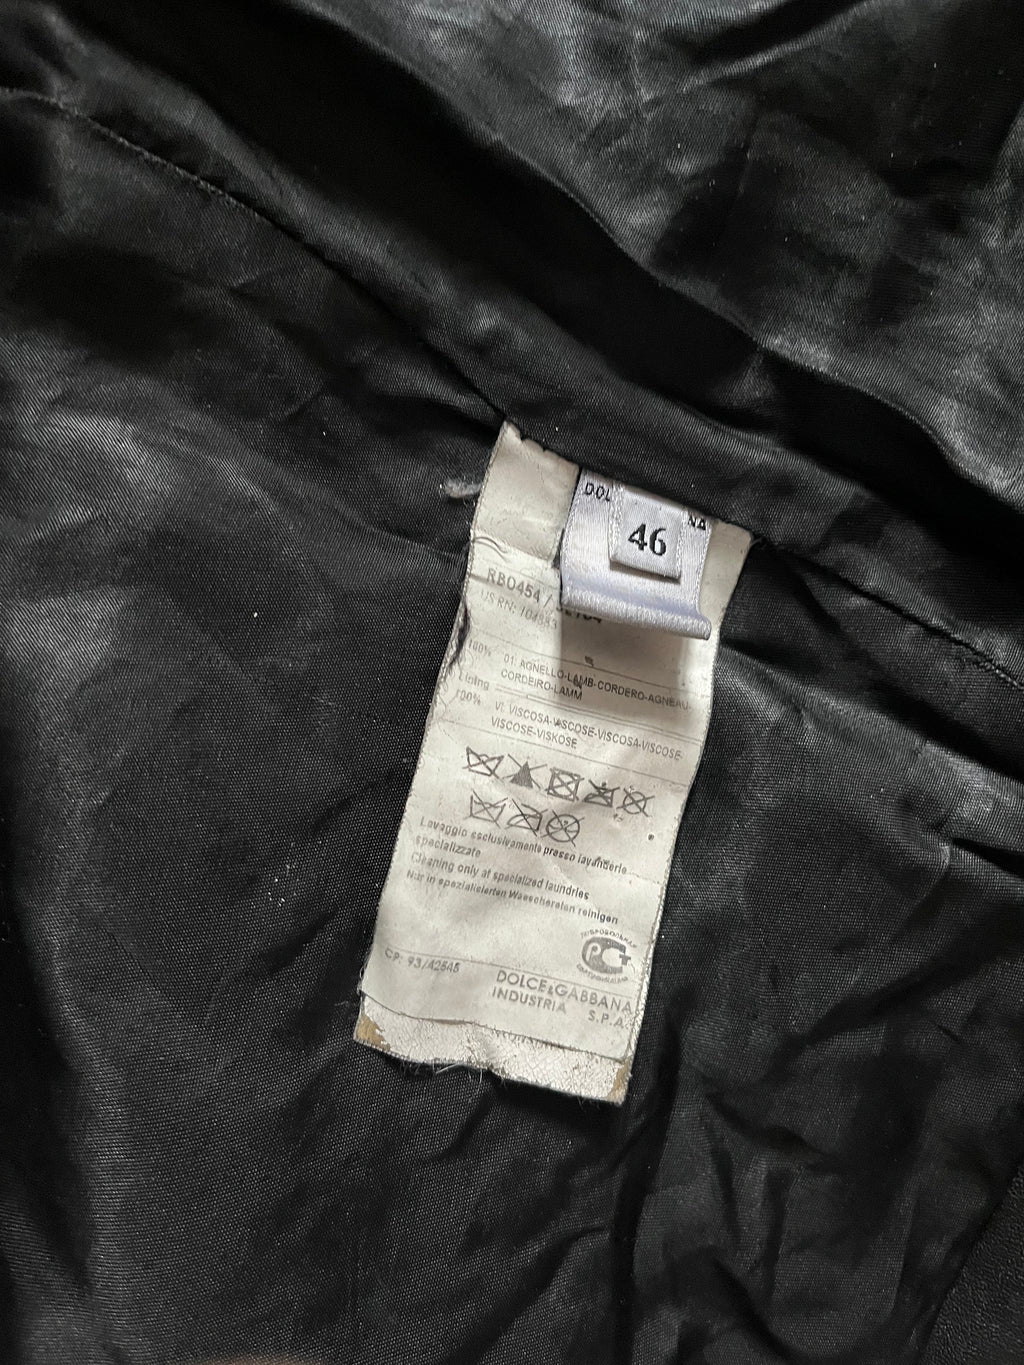 DOL
NA
46
RB0454 /
US RN: 104883
100% 01: AGNELLO-LAMB-CORDERO-AGNEAU-
CORDEIRO-LAMM
Lining
100% VI: VISCOSA-VISCOSE-VISCOSA-VISCOSE-
VISCOSE-VISKOSE
Lavaggio esclusivamente presso lavanderie
specializzate
Cleaning only at specialized laundries
Nur in spezialisierten Waeschereien reinigen
CP: 93/42545
DOLCE&GABBANA
INDUSTRIA S.P.A.